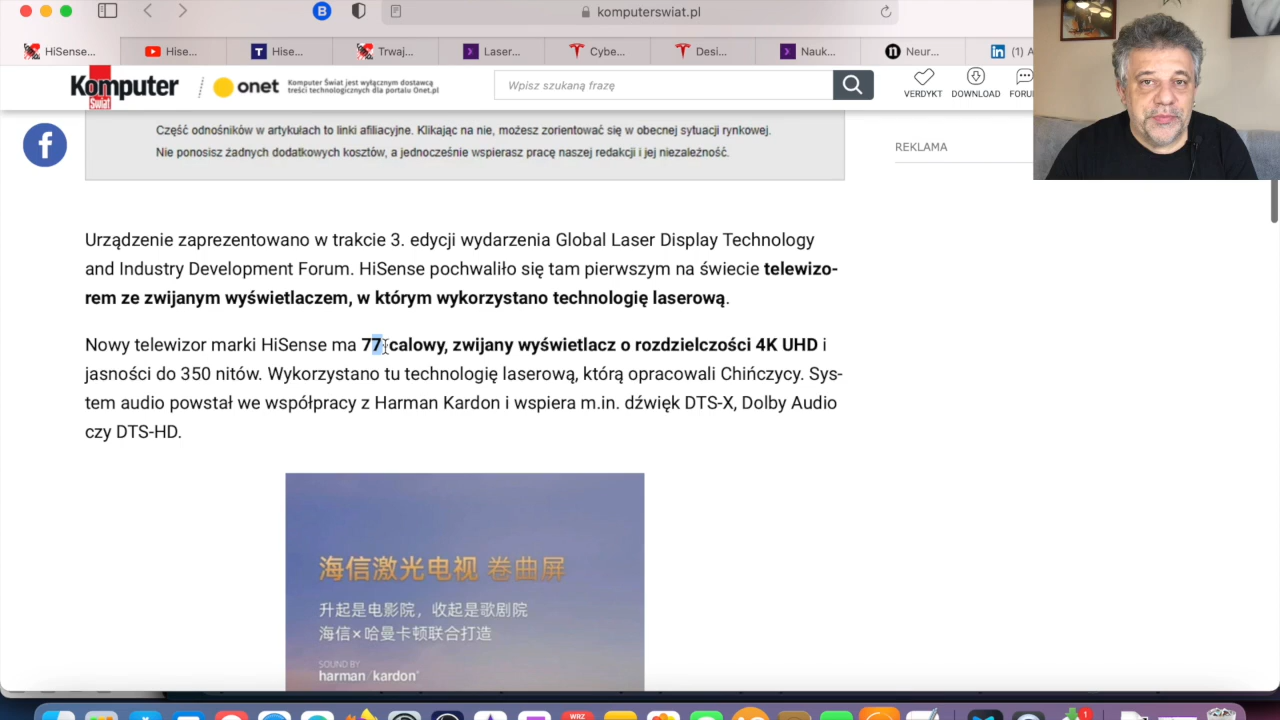 komputerswiat.pl
HiSense...
Hise...
Hise...
Trwaj...
Laser...
Cybe...
Desi...
Nauk...
Neur...
(1) A
Komputer
Świat
onet
Komputer Świat jest wyłącznym dostawcą
treści technologicznych dla portalu Onet.pl
Wpisz szukaną frazę
VERDYKT
DOWNLOAD
FORU
Część odnośników w artykułach to linki afiliacyjne. Klikając na nie, możesz zorientować się w obecnej sytuacji rynkowej.
Nie ponosisz żadnych dodatkowych kosztów, a jednocześnie wspierasz pracę naszej redakcji i jej niezależność.
REKLAMA
Urządzenie zaprezentowano w trakcie 3. edycji wydarzenia Global Laser Display Technology
and Industry Development Forum. HiSense pochwaliło się tam pierwszym na świecie telewizo-
rem ze zwijanym wyświetlaczem, w którym wykorzystano technologię laserową.
Nowy telewizor marki HiSense ma 77-calowy, zwijany wyświetlacz o rozdzielczości 4K UHD i
jasności do 350 nitów. Wykorzystano tu technologię laserową, którą opracowali Chińczycy. Sys-
tem audio powstał we współpracy z Harman Kardon i wspiera m.in. dźwięk DTS-X, Dolby Audio
czy DTS-HD.
海信激光电视 卷曲屏
升起是电影院，收起是歌剧院
海信×哈曼卡顿联合打造
SOUND BY
harman/kardon
WRZ
1